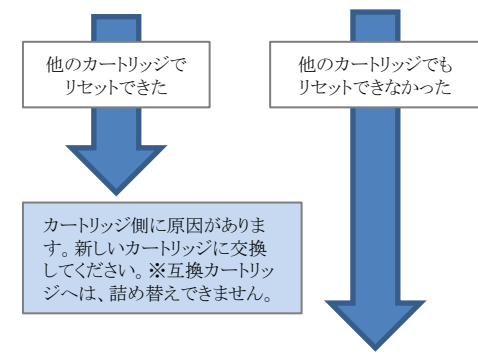 他のカートリッジで
リセットできた
他のカートリッジでも
リセットできなかった
カートリッジ側に原因がありま
す。新しいカートリッジに交換
してください。※互換カートリッ
ジへは、詰め替えできません。